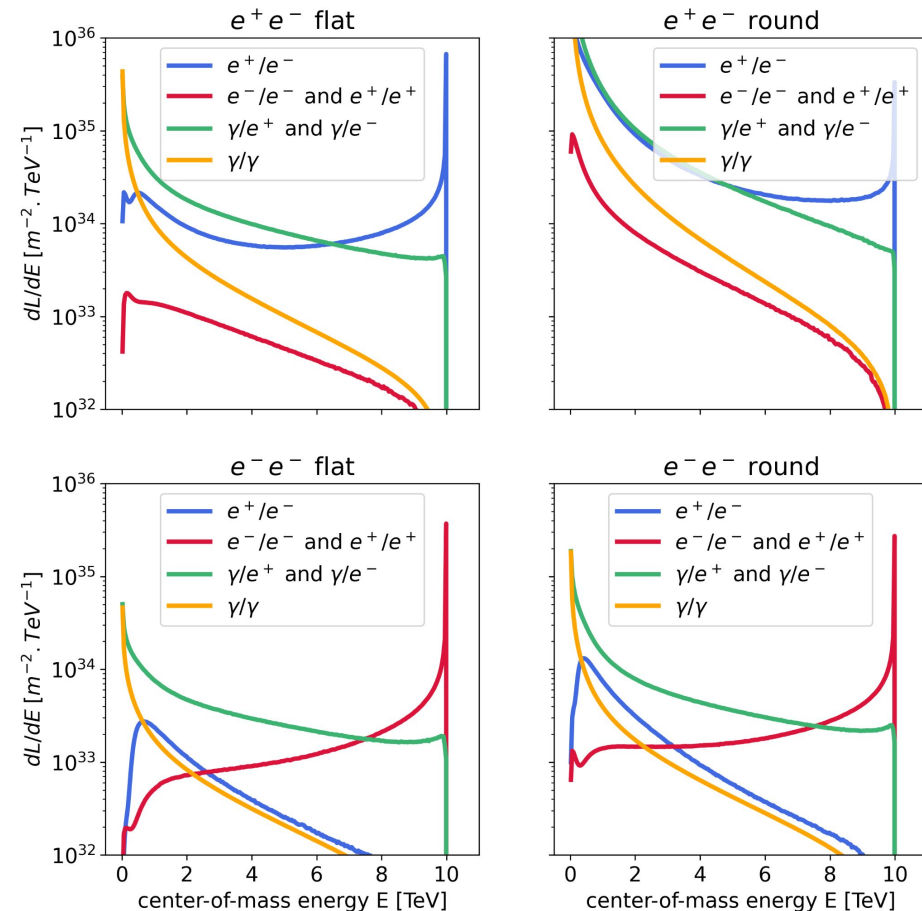 e⁺e⁻ flat
10³⁶
10³⁵
10³⁴
10³³
10³²
dL/dE [m⁻². TeV⁻¹]
e⁺/e⁻
e⁻/e⁻ and e⁺/e⁺
γ/e⁺ and γ/e⁻
γ/γ
e⁺e⁻ round
e⁺/e⁻
e⁻/e⁻ and e⁺/e⁺
γ/e⁺ and γ/e⁻
γ/γ
e⁻e⁻ flat
10³⁶
10³⁵
10³⁴
10³³
10³²
dL/dE [m⁻². TeV⁻¹]
e⁺/e⁻
e⁻/e⁻ and e⁺/e⁺
γ/e⁺ and γ/e⁻
γ/γ
0 2 4 6 8 10
center-of-mass energy E [TeV]
e⁻e⁻ round
e⁺/e⁻
e⁻/e⁻ and e⁺/e⁺
γ/e⁺ and γ/e⁻
γ/γ
0 2 4 6 8 10
center-of-mass energy E [TeV]